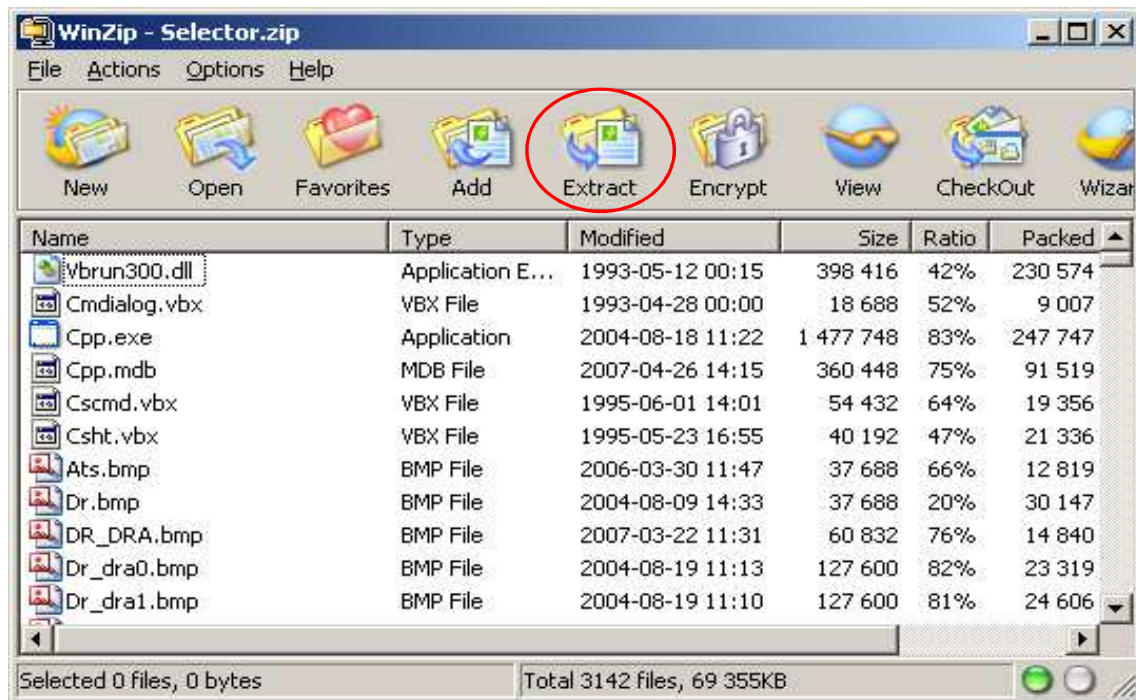 WinZip - Selector.zip
File Actions Options Help
New Open Favorites Add Extract Encrypt View CheckOut Wizar
Name Type Modified Size Ratio Packed
Vbrun300.dll Application E... 1993-05-12 00:15 398 416 42% 230 574
Cmdialog.vbx VBX File 1993-04-28 00:00 18 688 52% 9 007
Cpp.exe Application 2004-08-18 11:22 1 477 748 83% 247 747
Cpp.mdb MDB File 2007-04-26 14:15 360 448 75% 91 519
Cscmd.vbx VBX File 1995-06-01 14:01 54 432 64% 19 356
Csht.vbx VBX File 1995-05-23 16:55 40 192 47% 21 336
Ats.bmp BMP File 2006-03-30 11:47 37 688 66% 12 819
Dr.bmp BMP File 2004-08-09 14:33 37 688 20% 30 147
DR_DRA.bmp BMP File 2007-03-22 11:31 60 832 76% 14 840
Dr_dra0.bmp BMP File 2004-08-19 11:13 127 600 82% 23 319
Dr_dra1.bmp BMP File 2004-08-19 11:10 127 600 81% 24 606
Selected 0 files, 0 bytes Total 3142 files, 69 355KB